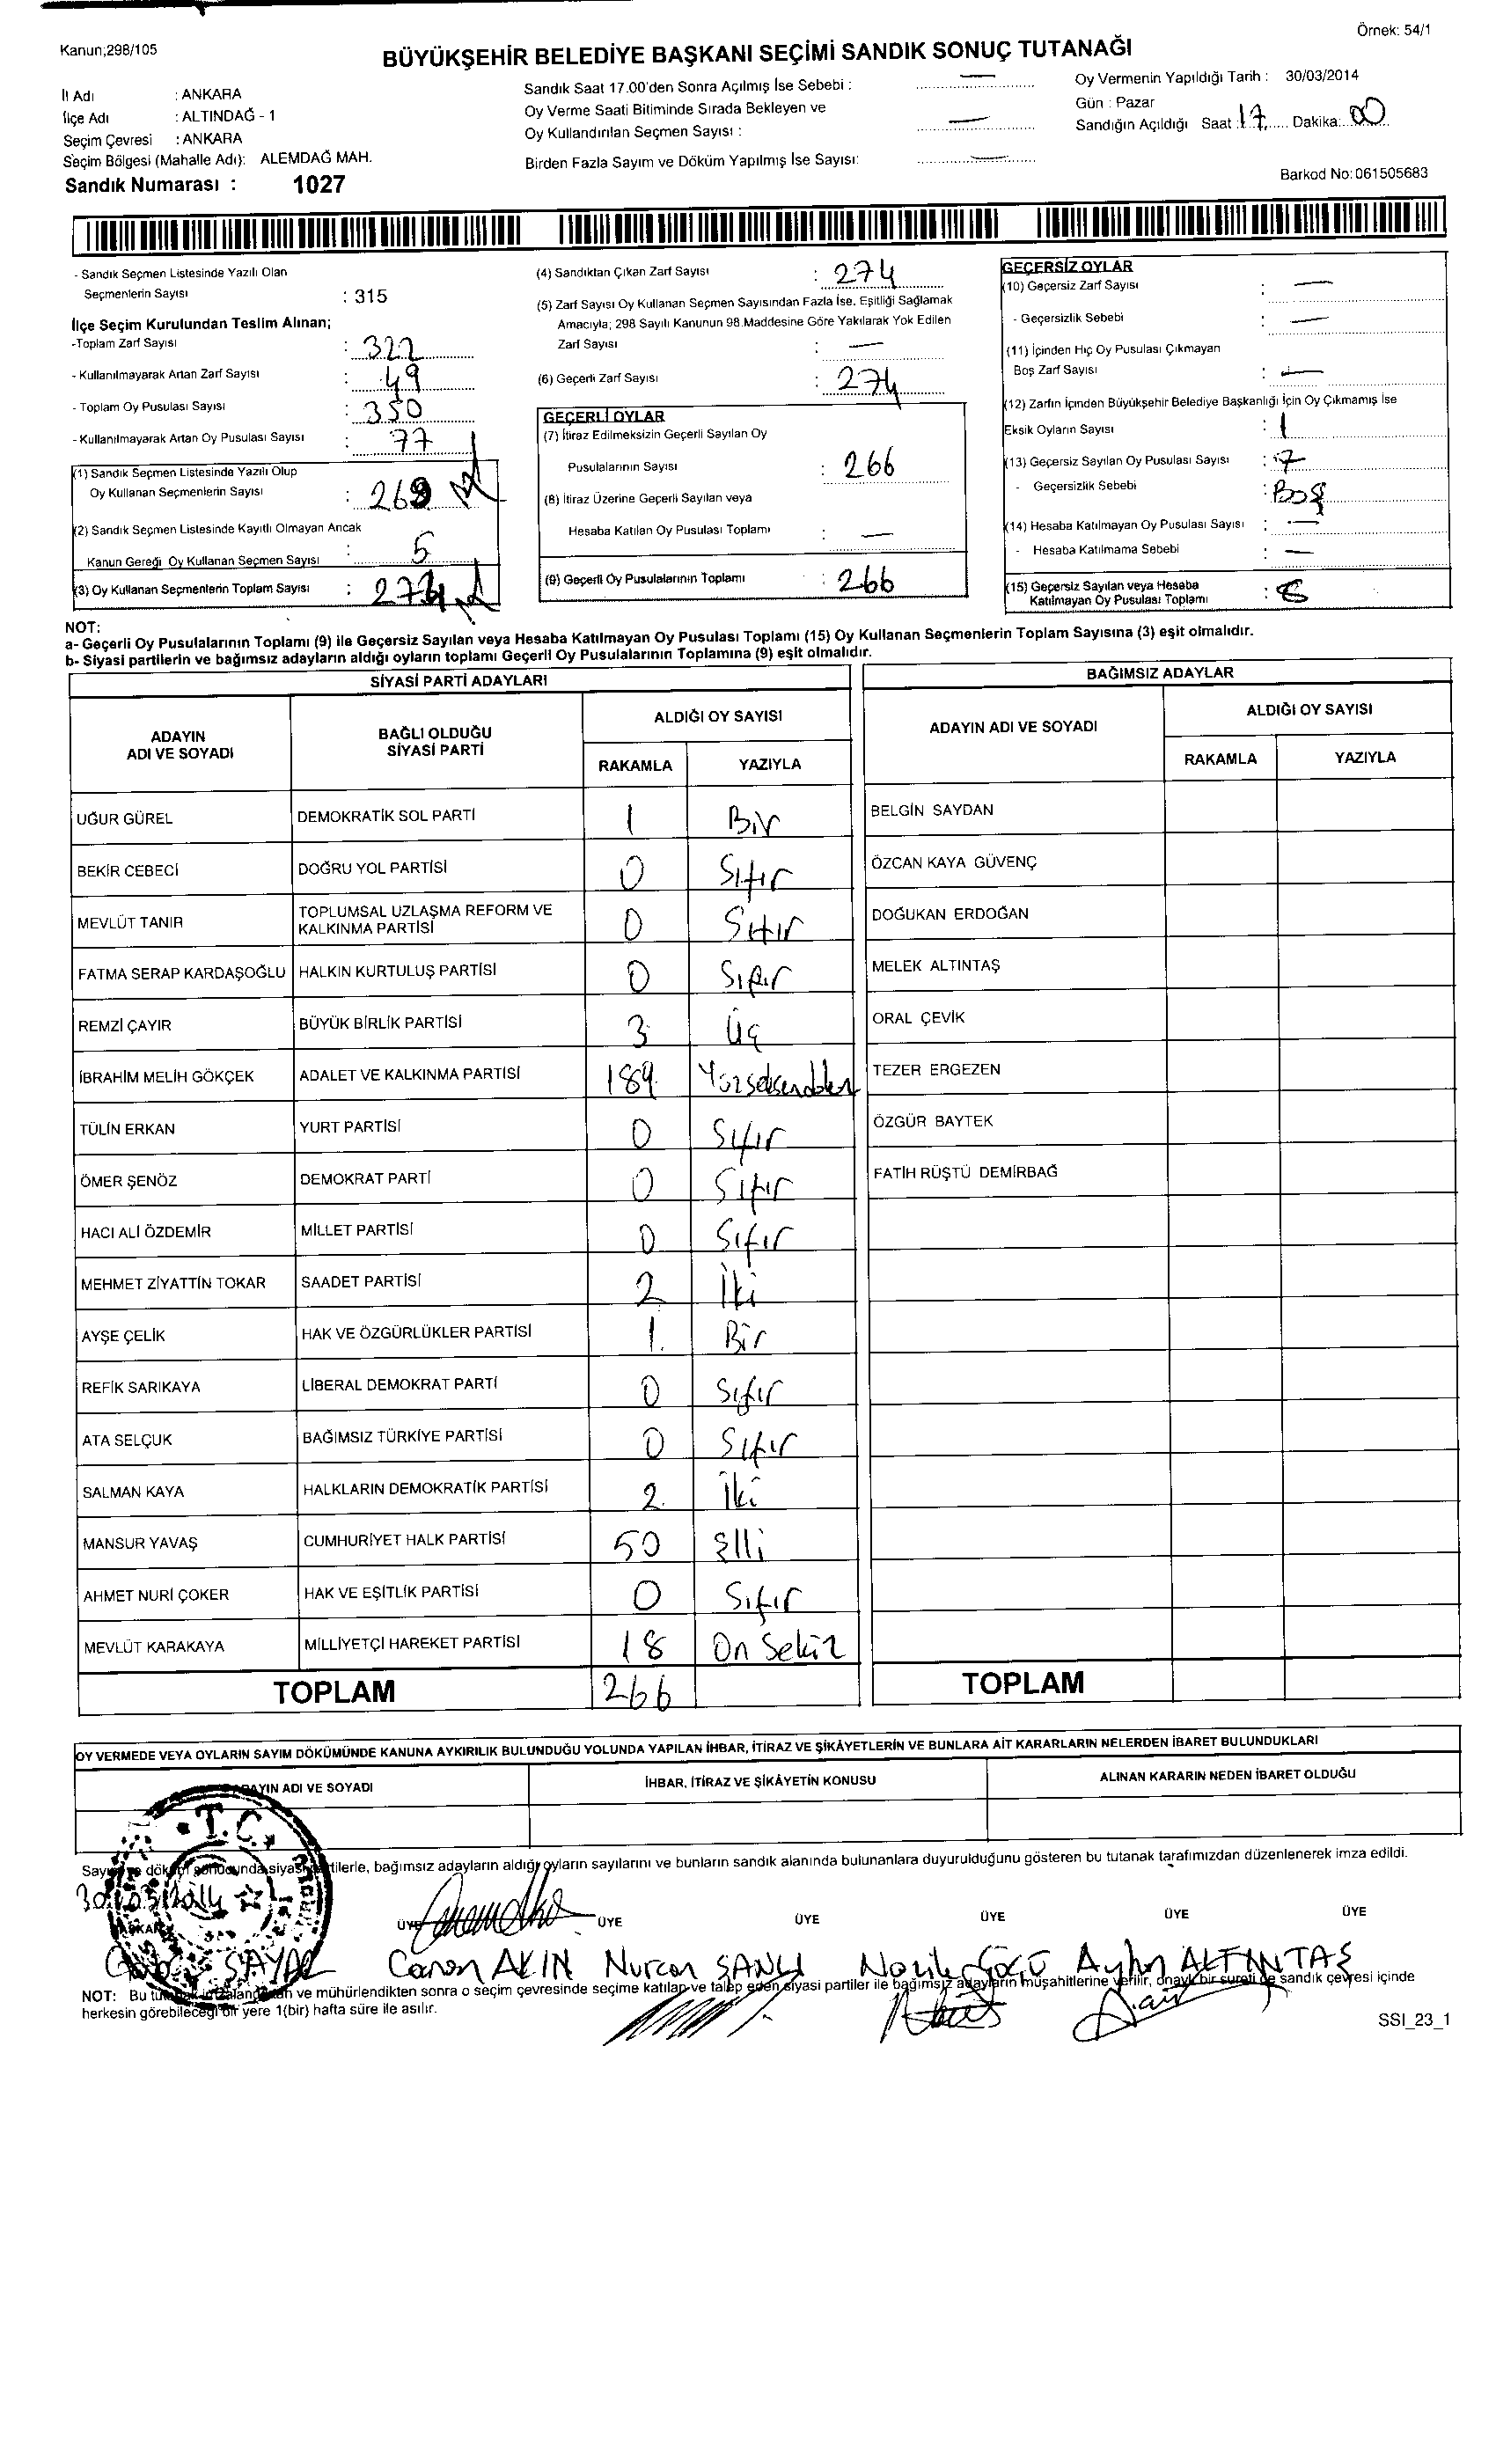 Örnek: 54/1
Kanun;298/105
BÜYÜKŞEHİR BELEDİYE BAŞKANI SEÇİMİ SANDIK SONUÇ TUTANAĞI
İl Adı : ANKARA
İlçe Adı : ALTINDAĞ - 1
Seçim Çevresi : ANKARA
Seçim Bölgesi (Mahalle Adı): ALEMDAĞ MAH.
Sandık Numarası : 1027
Sandık Saat 17.00'den Sonra Açılmış İse Sebebi : —
Oy Verme Saati Bitiminde Sırada Bekleyen ve
Oy Kullandırılan Seçmen Sayısı : —
Birden Fazla Sayım ve Döküm Yapılmış İse Sayısı: —
Oy Vermenin Yapıldığı Tarih : 30/03/2014
Gün : Pazar
Sandığın Açıldığı Saat : 17 Dakika: 00
Barkod No: 061505683
- Sandık Seçmen Listesinde Yazılı Olan
Seçmenlerin Sayısı : 315
İlçe Seçim Kurulundan Teslim Alınan;
-Toplam Zarf Sayısı : 322
- Kullanılmayarak Artan Zarf Sayısı : 49
- Toplam Oy Pusulası Sayısı : 350
- Kullanılmayarak Artan Oy Pusulası Sayısı : 77
(1) Sandık Seçmen Listesinde Yazılı Olup
Oy Kullanan Seçmenlerin Sayısı : 269
(2) Sandık Seçmen Listesinde Kayıtlı Olmayan Ancak
Kanun Gereği Oy Kullanan Seçmen Sayısı : 5
(3) Oy Kullanan Seçmenlerin Toplam Sayısı : 274
(4) Sandıktan Çıkan Zarf Sayısı : 274
(5) Zarf Sayısı Oy Kullanan Seçmen Sayısından Fazla İse, Eşitliği Sağlamak
Amacıyla; 298 Sayılı Kanunun 98.Maddesine Göre Yakılarak Yok Edilen
Zarf Sayısı : —
(6) Geçerli Zarf Sayısı : 274
GEÇERLİ OYLAR
(7) İtiraz Edilmeksizin Geçerli Sayılan Oy
Pusulalarının Sayısı : 266
(8) İtiraz Üzerine Geçerli Sayılan veya
Hesaba Katılan Oy Pusulası Toplamı : —
(9) Geçerli Oy Pusulalarının Toplamı : 266
GEÇERSİZ OYLAR
(10) Geçersiz Zarf Sayısı : —
- Geçersizlik Sebebi : —
(11) İçinden Hiç Oy Pusulası Çıkmayan
Boş Zarf Sayısı : —
(12) Zarfın İçinden Büyükşehir Belediye Başkanlığı İçin Oy Çıkmamış İse
Eksik Oyların Sayısı : 1
(13) Geçersiz Sayılan Oy Pusulası Sayısı : 7
- Geçersizlik Sebebi : Boş
(14) Hesaba Katılmayan Oy Pusulası Sayısı : —
- Hesaba Katılmama Sebebi : —
(15) Geçersiz Sayılan veya Hesaba
Katılmayan Oy Pusulası Toplamı : 8
NOT:
a- Geçerli Oy Pusulalarının Toplamı (9) ile Geçersiz Sayılan veya Hesaba Katılmayan Oy Pusulası Toplamı (15) Oy Kullanan Seçmenlerin Toplam Sayısına (3) eşit olmalıdır.
b- Siyasi partilerin ve bağımsız adayların aldığı oyların toplamı Geçerli Oy Pusulalarının Toplamına (9) eşit olmalıdır.
SİYASİ PARTİ ADAYLARI
ADAYIN ADI VE SOYADI BAĞLI OLDUĞU SİYASİ PARTİ ALDIĞI OY SAYISI
RAKAMLA YAZIYLA
UĞUR GÜREL DEMOKRATİK SOL PARTİ 1 Bir
BEKİR CEBECİ DOĞRU YOL PARTİSİ 0 Sıfır
MEVLÜT TANIR TOPLUMSAL UZLAŞMA REFORM VE KALKINMA PARTİSİ 0 Sıfır
FATMA SERAP KARDAŞOĞLU HALKIN KURTULUŞ PARTİSİ 0 Sıfır
REMZİ ÇAYIR BÜYÜK BİRLİK PARTİSİ 3 Üç
İBRAHİM MELİH GÖKÇEK ADALET VE KALKINMA PARTİSİ 189
TÜLİN ERKAN YURT PARTİSİ 0 Sıfır
ÖMER ŞENÖZ DEMOKRAT PARTİ 0 Sıfır
HACI ALİ ÖZDEMİR MİLLET PARTİSİ 0 Sıfır
MEHMET ZİYATTİN TOKAR SAADET PARTİSİ 2 İki
AYŞE ÇELİK HAK VE ÖZGÜRLÜKLER PARTİSİ 1. Bir
REFİK SARIKAYA LİBERAL DEMOKRAT PARTİ 0 Sıfır
ATA SELÇUK BAĞIMSIZ TÜRKİYE PARTİSİ 0 Sıfır
SALMAN KAYA HALKLARIN DEMOKRATİK PARTİSİ 2. İki
MANSUR YAVAŞ CUMHURİYET HALK PARTİSİ 50 Elli
AHMET NURİ ÇOKER HAK VE EŞİTLİK PARTİSİ 0 Sıfır
MEVLÜT KARAKAYA MİLLİYETÇİ HAREKET PARTİSİ 18 On Sekiz
TOPLAM 266
BAĞIMSIZ ADAYLAR
ADAYIN ADI VE SOYADI ALDIĞI OY SAYISI
RAKAMLA YAZIYLA
BELGİN SAYDAN
ÖZCAN KAYA GÜVENÇ
DOĞUKAN ERDOĞAN
MELEK ALTINTAŞ
ORAL ÇEVİK
TEZER ERGEZEN
ÖZGÜR BAYTEK
FATİH RÜŞTÜ DEMİRBAĞ
TOPLAM
OY VERMEDE VEYA OYLARIN SAYIM DÖKÜMÜNDE KANUNA AYKIRILIK BULUNDUĞU YOLUNDA YAPILAN İHBAR, İTİRAZ VE ŞİKÂYETLERİN VE BUNLARA AİT KARARLARIN NELERDEN İBARET BULUNDUKLARI
ADI VE SOYADI İHBAR, İTİRAZ VE ŞİKÂYETİN KONUSU ALINAN KARARIN NEDEN İBARET OLDUĞU
T.C.
bağımsız adayların aldığı oyların sayılarını ve bunların sandık alanında bulunanlara duyurulduğunu gösteren bu tutanak tarafımızdan düzenlenerek imza edildi.
30/03/2014
ÜYE ÜYE ÜYE ÜYE ÜYE ÜYE
SAYAR Canan AKIN Nurcan ŞANLI Nazile Ayhan ALTINTAŞ
NOT: Bu ve mühürlendikten sonra o seçim çevresinde seçime katılan ve talep eden siyasi partiler ile bağımsız adayların müşahitlerine verilir, onaylı bir sureti de sandık çevresi içinde
herkesin görebileceği bir yere 1(bir) hafta süre ile asılır.
SSI_23_1